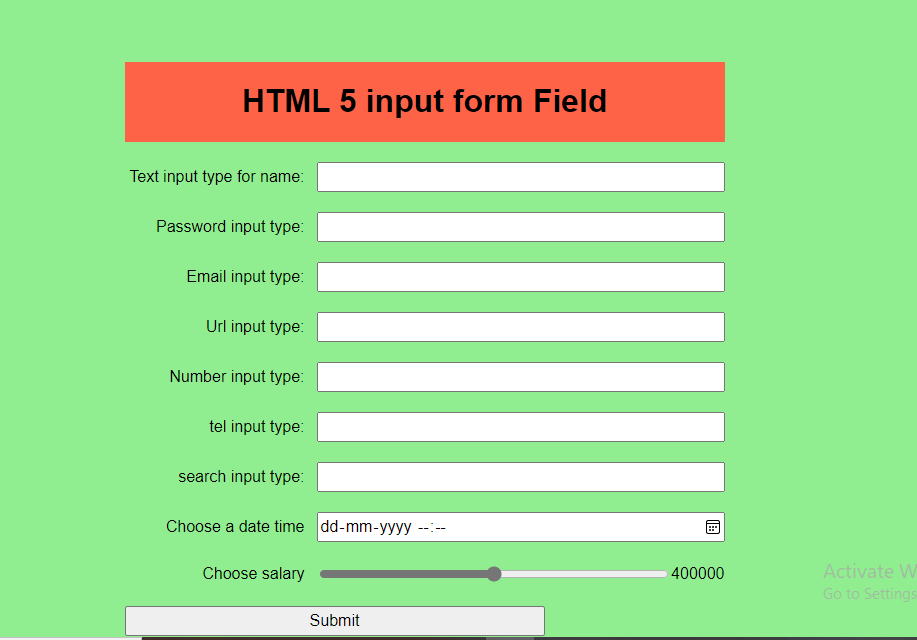 HTML 5 input form Field
Text input type for name:
Password input type:
Email input type:
Url input type:
Number input type:
tel input type:
search input type:
Choose a date time dd-mm-yyyy --:--
Choose salary 400000
Activate W
Go to Settings
Submit